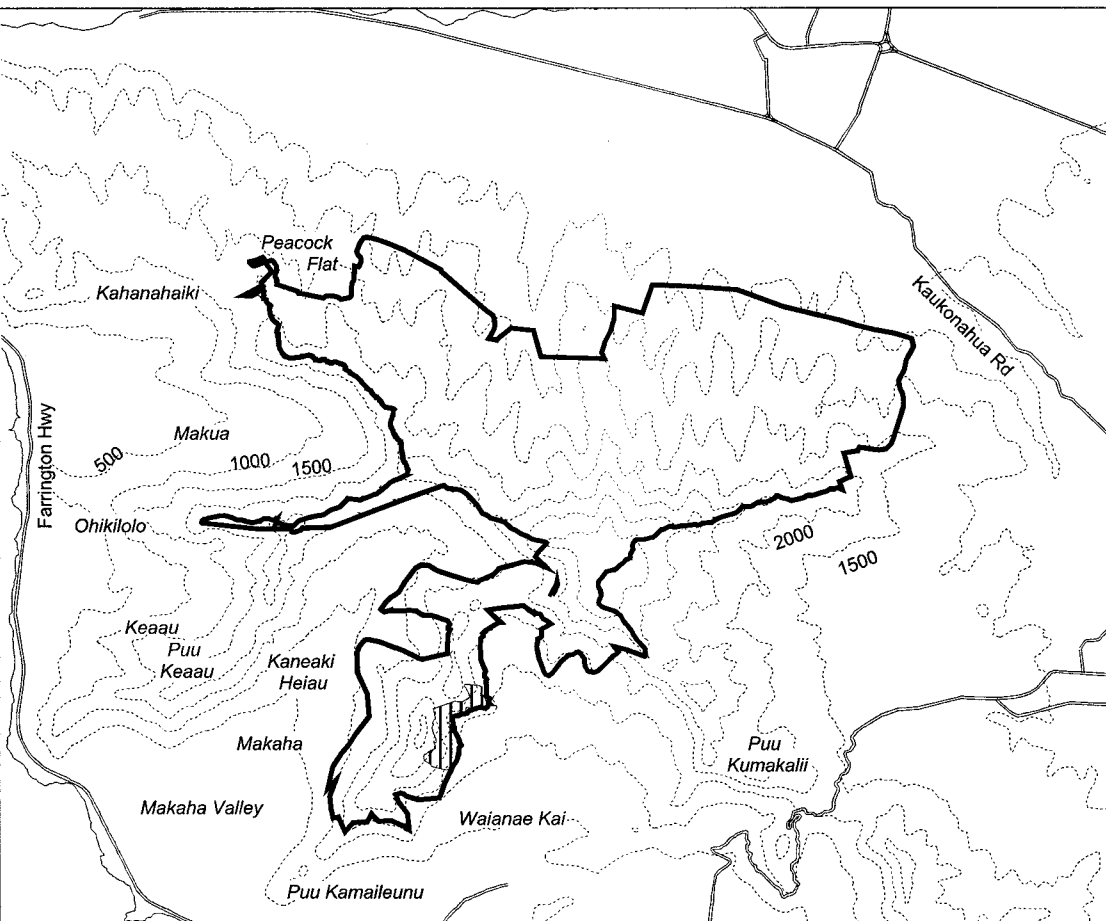 Peacock
Flat
Kahanahaiki
Kaukonahua Rd
Farrington Hwy
Makua
500
1000
1500
Ohikilolo
2000
1500
Keaau
Puu
Keaau
Kaneaki
Heiau
Makaha
Puu
Kumakalii
Makaha Valley
Waianae Kai
Puu Kamaileunu